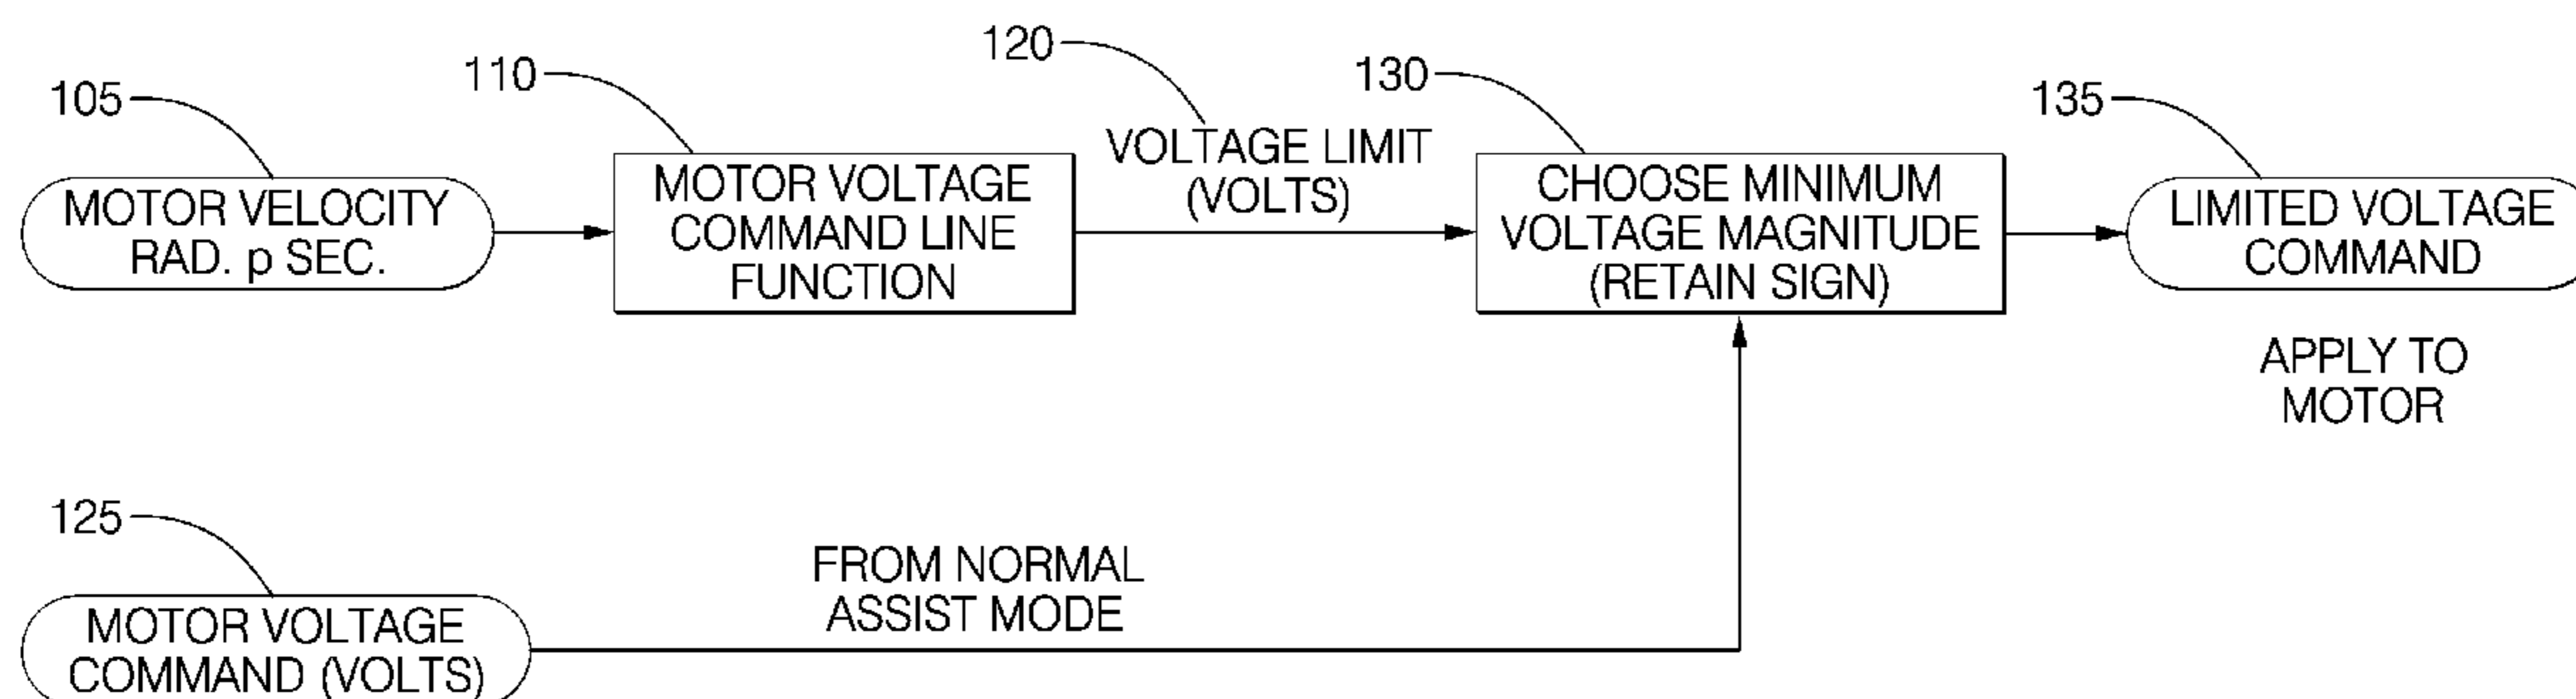 105
MOTOR VELOCITY
RAD. p SEC.
110
MOTOR VOLTAGE
COMMAND LINE
FUNCTION
120
VOLTAGE LIMIT
(VOLTS)
130
CHOOSE MINIMUM
VOLTAGE MAGNITUDE
(RETAIN SIGN)
135
LIMITED VOLTAGE
COMMAND
APPLY TO
MOTOR
125
MOTOR VOLTAGE
COMMAND (VOLTS)
FROM NORMAL
ASSIST MODE